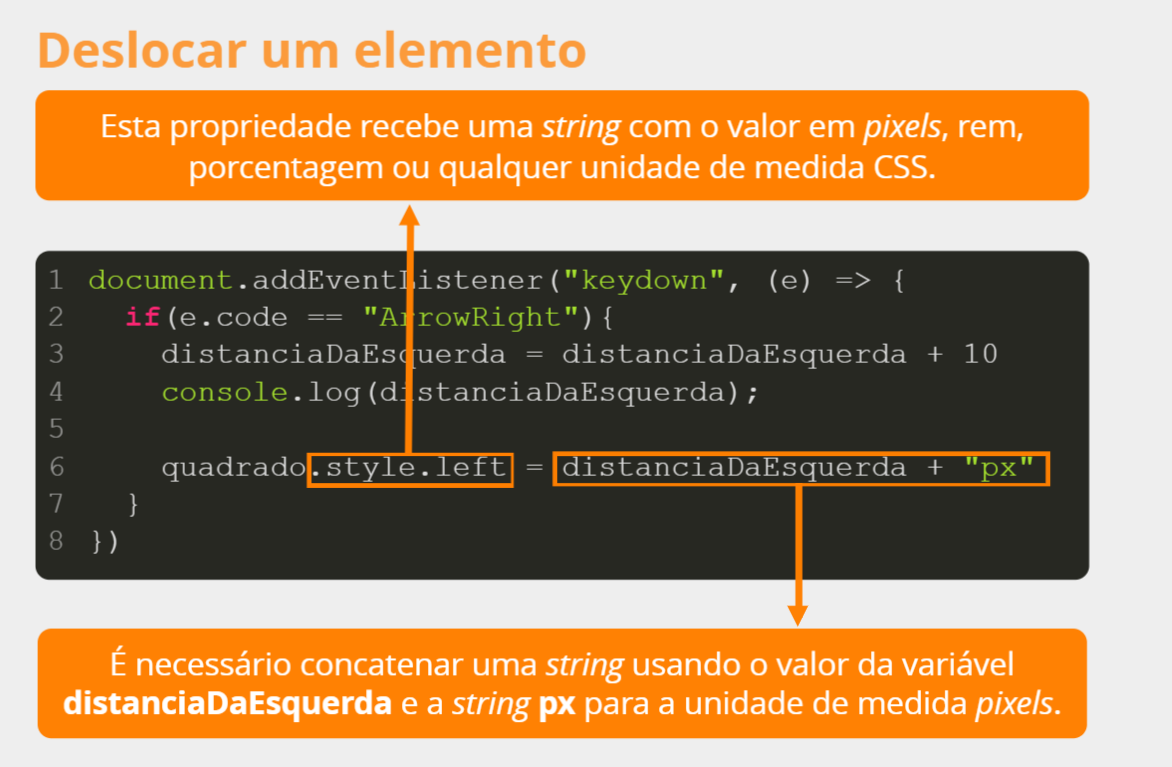 Deslocar um elemento
Esta propriedade recebe uma string com o valor em pixels, rem,
porcentagem ou qualquer unidade de medida CSS.
1 document.addEventListener("keydown", (e) => {
2   if(e.code == "ArrowRight"){
3     distanciaDaEsquerda = distanciaDaEsquerda + 10
4     console.log(distanciaDaEsquerda);
5
6     quadrado.style.left = distanciaDaEsquerda + "px"
7   }
8 })
É necessário concatenar uma string usando o valor da variável
distanciaDaEsquerda e a string px para a unidade de medida pixels.